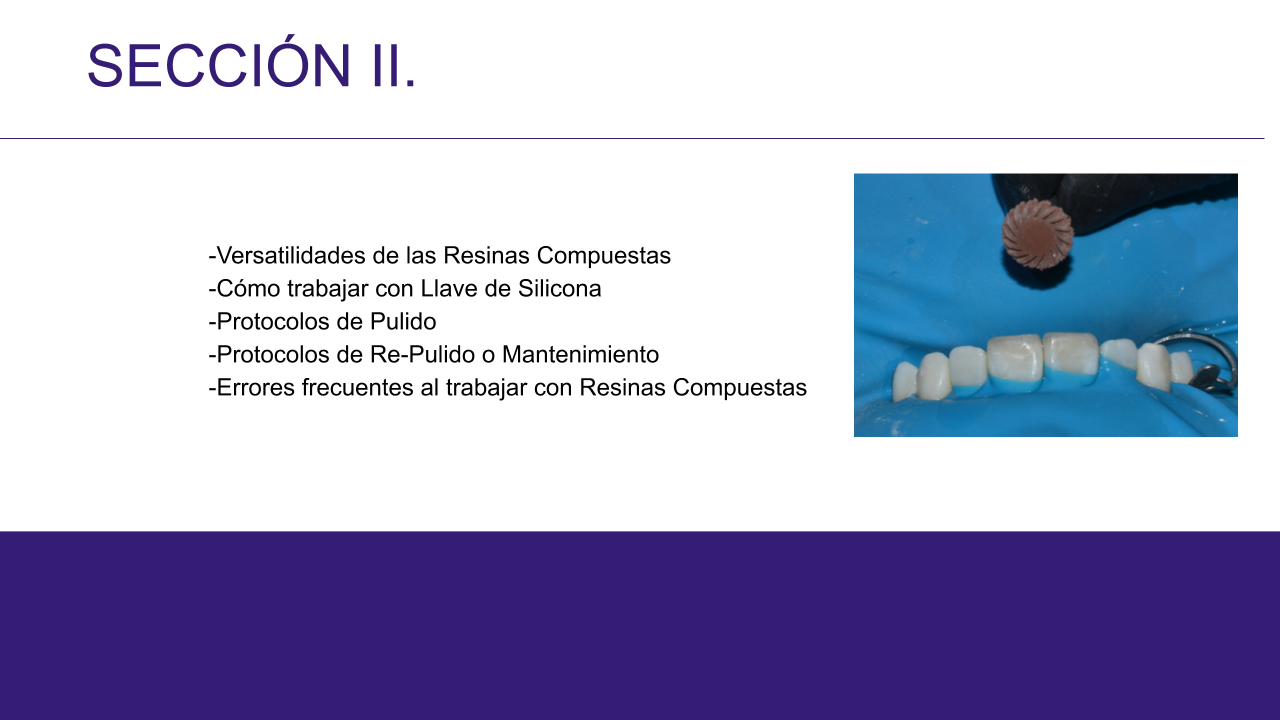 SECCIÓN II.
-Versatilidades de las Resinas Compuestas
-Cómo trabajar con Llave de Silicona
-Protocolos de Pulido
-Protocolos de Re-Pulido o Mantenimiento
-Errores frecuentes al trabajar con Resinas Compuestas